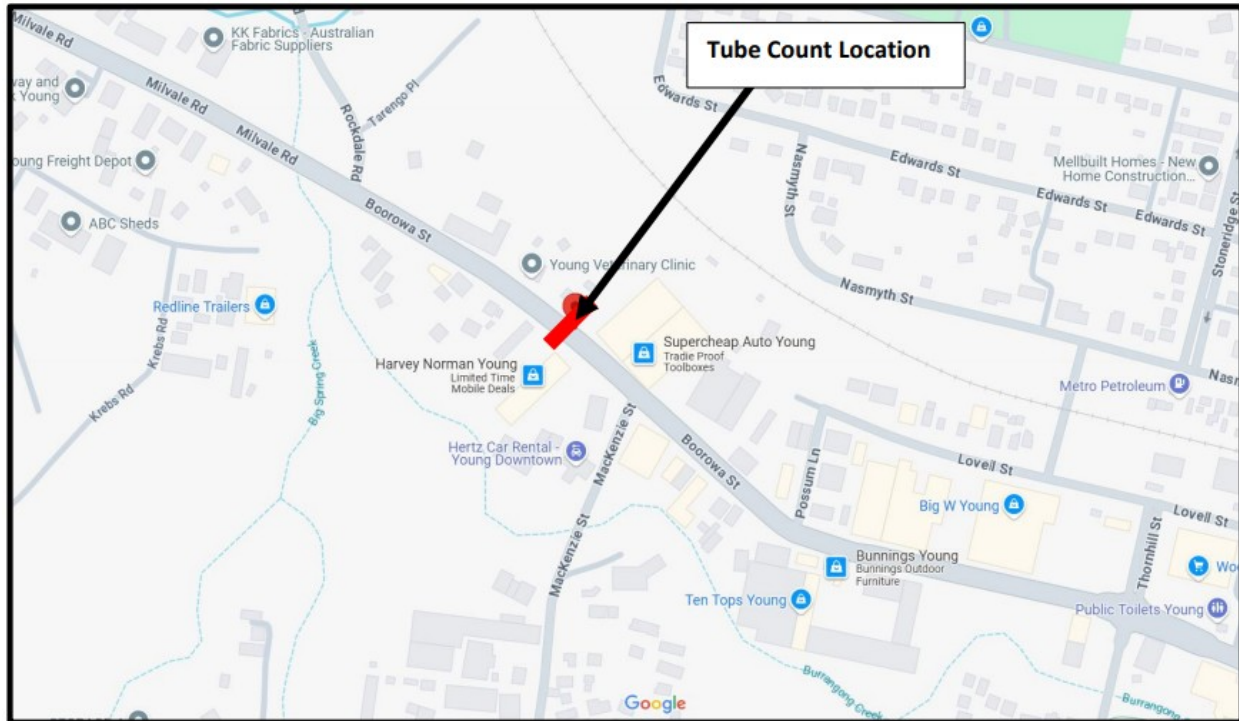 Tube Count Location
Milvale Rd
KK Fabrics - Australian
Fabric Suppliers
way and
Young
Milvale Rd
Tarengo Pl
Milvale Rd
Rockdale Rd
Edwards St
Nasmyth St
Edwards St
Mellbuilt Homes - New
Home Construction...
Edwards St
Edwards St
Stoneridge St
oung Freight Depot
ABC Sheds
Boorowa St
Young Veterinary Clinic
Nasmyth St
Redline Trailers
Krebs Rd
Krebs Rd
Big Spring Creek
Harvey Norman Young
Limited Time
Mobile Deals
Supercheap Auto Young
Tradie Proof
Toolboxes
Metro Petroleum
Nasm
Hertz Car Rental -
Young Downtown
MacKenzie St
Boorowa St
Possum Ln
Lovell St
Big W Young
Lovell St
Thornhill St
MacKenzie St
Bunnings Young
Bunnings Outdoor
Furniture
Woo
Ten Tops Young
Public Toilets Young
Burrangong Creek
Burrangong
Google